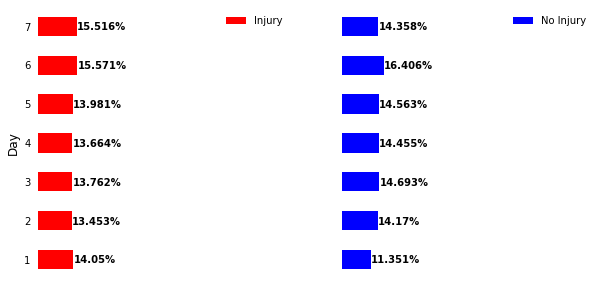 Injury
No Injury
Day
7 15.516% 14.358%
6 15.571% 16.406%
5 13.981% 14.563%
4 13.664% 14.455%
3 13.762% 14.693%
2 13.453% 14.17%
1 14.05% 11.351%